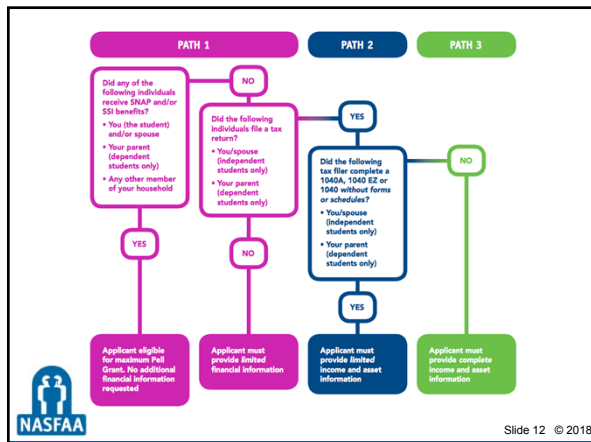 PATH 1
PATH 2
PATH 3
Did any of the
following individuals
receive SNAP and/or
SSI benefits?
• You (the student)
and/or spouse
• Your parent
(dependent
students only)
• Any other member
of your household
NO
Did the following
individuals file a tax
return?
• You/spouse
(independent
students only)
• Your parent
(dependent
students only)
YES
Did the following
tax filer complete a
1040A, 1040 EZ or
1040 without forms
or schedules?
• You/spouse
(independent
students only)
• Your parent
(dependent
students only)
NO
YES
NO
YES
Applicant eligible
for maximum Pell
Grant. No additional
financial information
requested
Applicant must
provide limited
financial information
Applicant must
provide limited
income and asset
information
Applicant must
provide complete
income and asset
information
NASFAA
Slide 12 © 2018